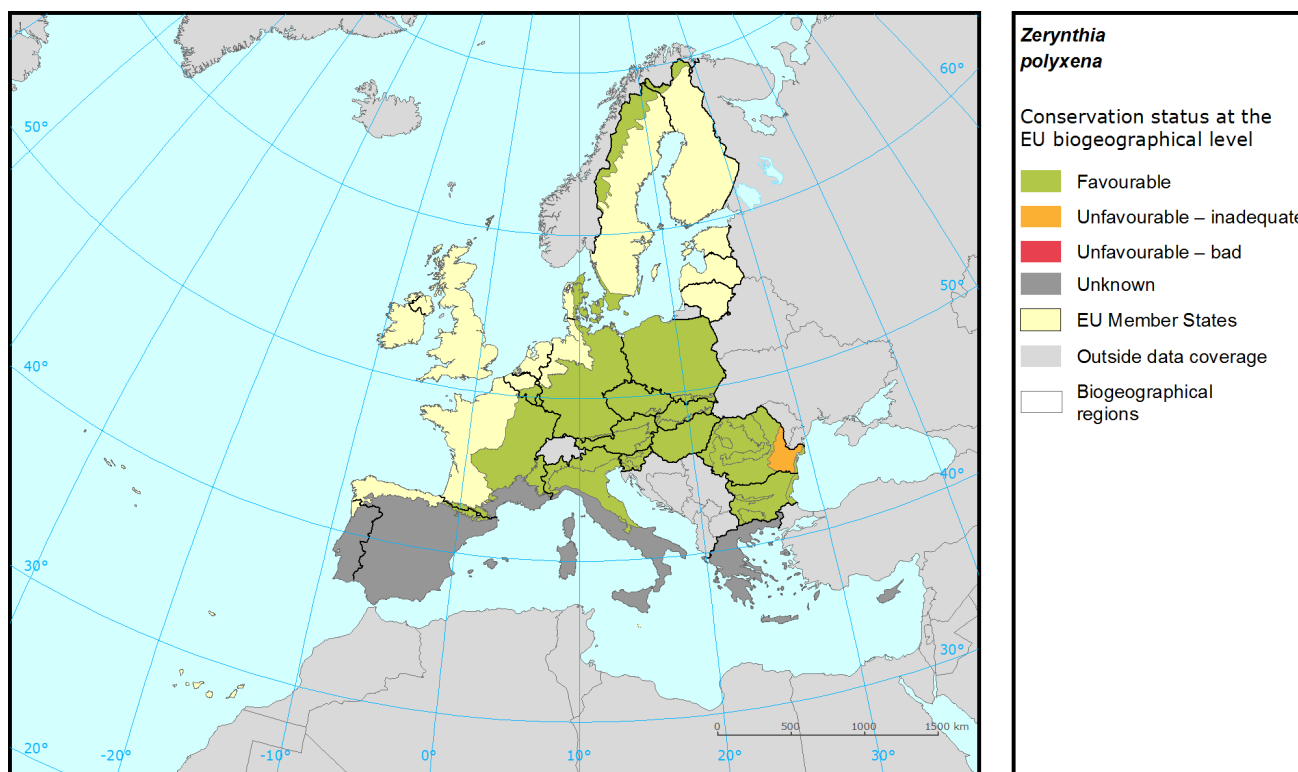 Zerynthia
polyxena
Conservation status at the
EU biogeographical level
Favourable
Unfavourable – inadequate
Unfavourable – bad
Unknown
EU Member States
Outside data coverage
Biogeographical
regions
60°
50°
50°
40°
40°
30°
30°
20°
-20°
-10°
0°
10°
20°
30°
0 500 1000 1500 km